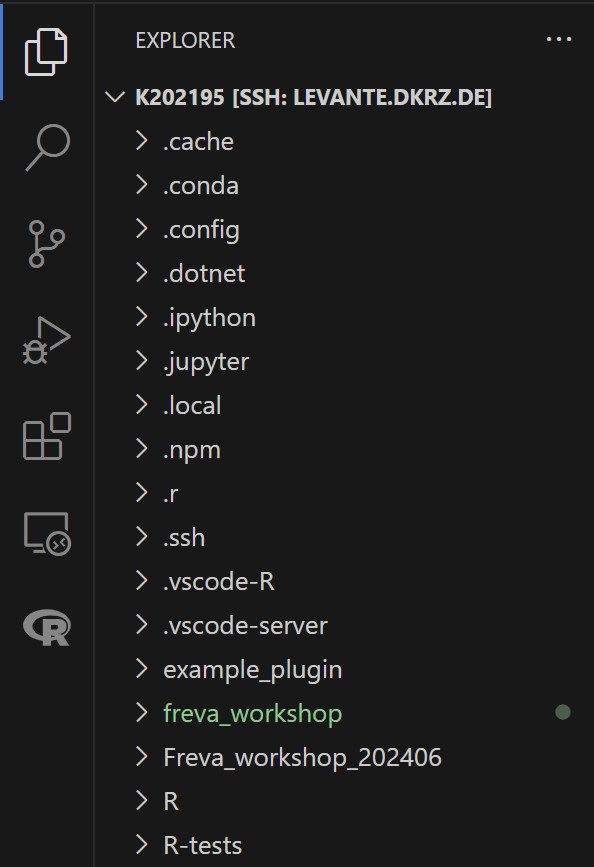 EXPLORER
K202195 [SSH: LEVANTE.DKRZ.DE]
.cache
.conda
.config
.dotnet
.ipython
.jupyter
.local
.npm
.r
.ssh
.vscode-R
.vscode-server
example_plugin
freva_workshop
Freva_workshop_202406
R
R-tests
R